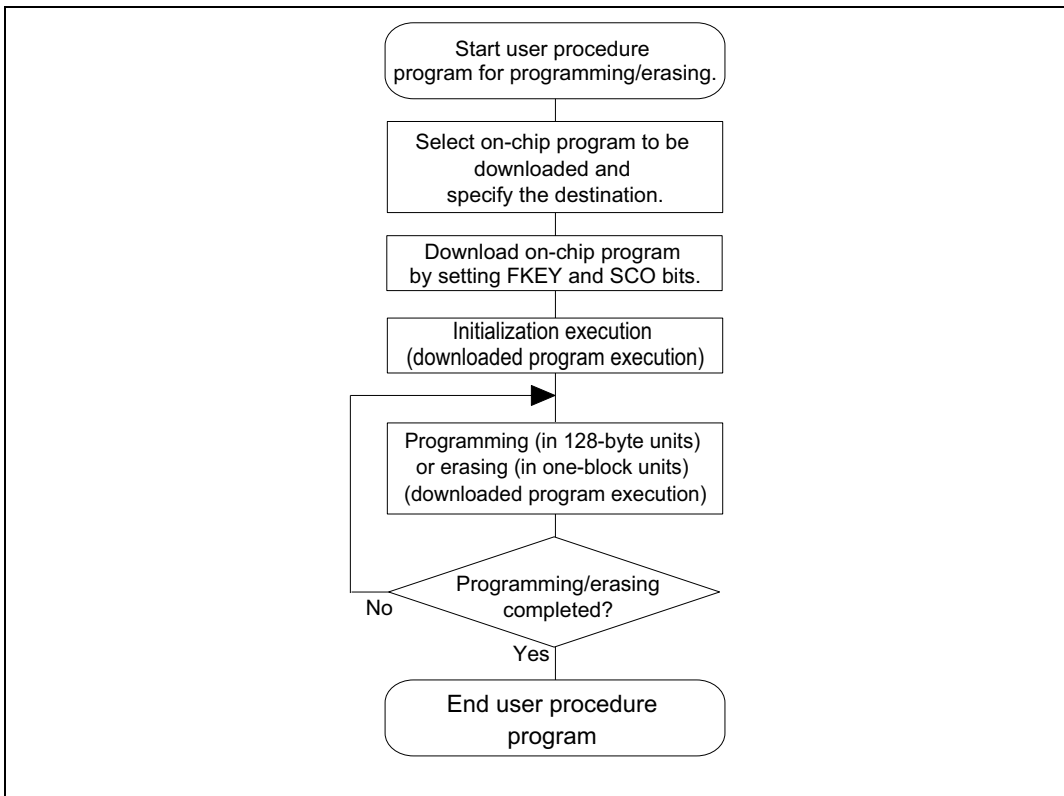 Start user procedure
program for programming/erasing.
Select on-chip program to be
downloaded and
specify the destination.
Download on-chip program
by setting FKEY and SCO bits.
Initialization execution
(downloaded program execution)
Programming (in 128-byte units)
or erasing (in one-block units)
(downloaded program execution)
Programming/erasing
completed?
No
Yes
End user procedure
program